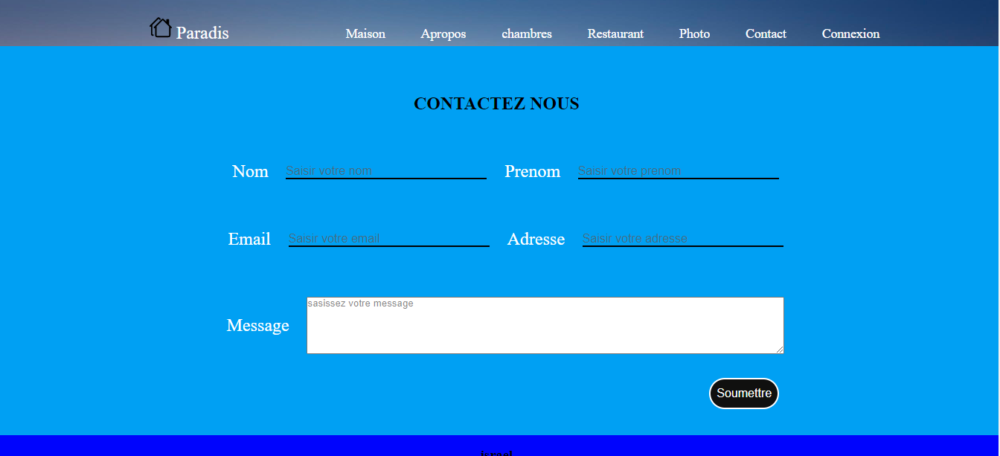 Paradis Maison Apropos chambres Restaurant Photo Contact Connexion
CONTACTEZ NOUS
Nom Saisir votre nom Prenom Saisir votre prenom
Email Saisir votre email Adresse Saisir votre adresse
sasissez votre message
Message
Soumettre
israel